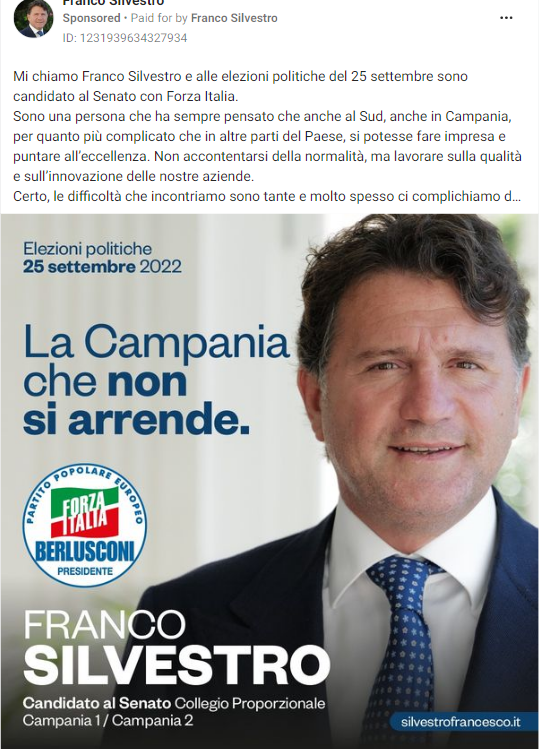 Franco Silvestro
Sponsored • Paid for by Franco Silvestro
ID: 1231939634327934
Mi chiamo Franco Silvestro e alle elezioni politiche del 25 settembre sono
candidato al Senato con Forza Italia.
Sono una persona che ha sempre pensato che anche al Sud, anche in Campania,
per quanto più complicato che in altre parti del Paese, si potesse fare impresa e
puntare all'eccellenza. Non accontentarsi della normalità, ma lavorare sulla qualità
e sull'innovazione delle nostre aziende.
Certo, le difficoltà che incontriamo sono tante e molto spesso ci complichiamo d...
Elezioni politiche
25 settembre 2022
La Campania
che non
si arrende.
PARTITO POPOLARE EUROPEO
FORZA
ITALIA
BERLUSCONI
PRESIDENTE
FRANCO
SILVESTRO
Candidato al Senato Collegio Proporzionale
Campania 1 / Campania 2
silvestrofrancesco.it